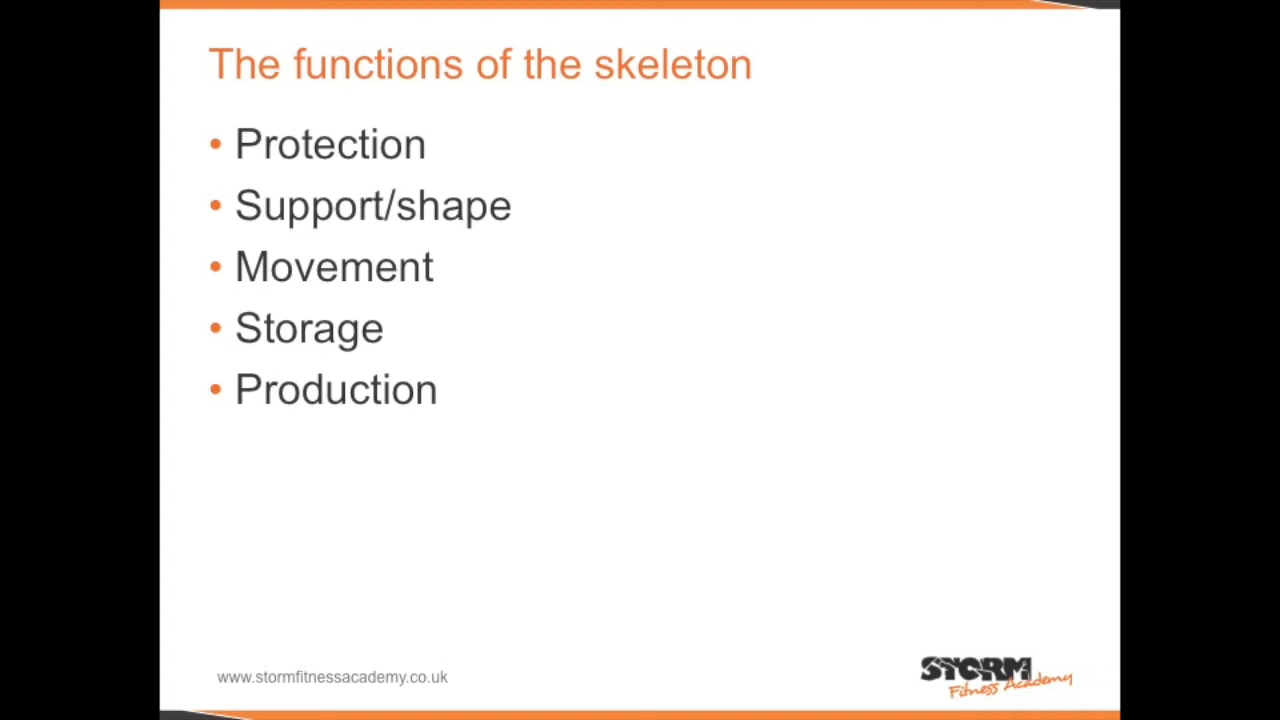 The functions of the skeleton
• Protection
• Support/shape
• Movement
• Storage
• Production
www.stormfitnessacademy.co.uk
STORM
Fitness Academy